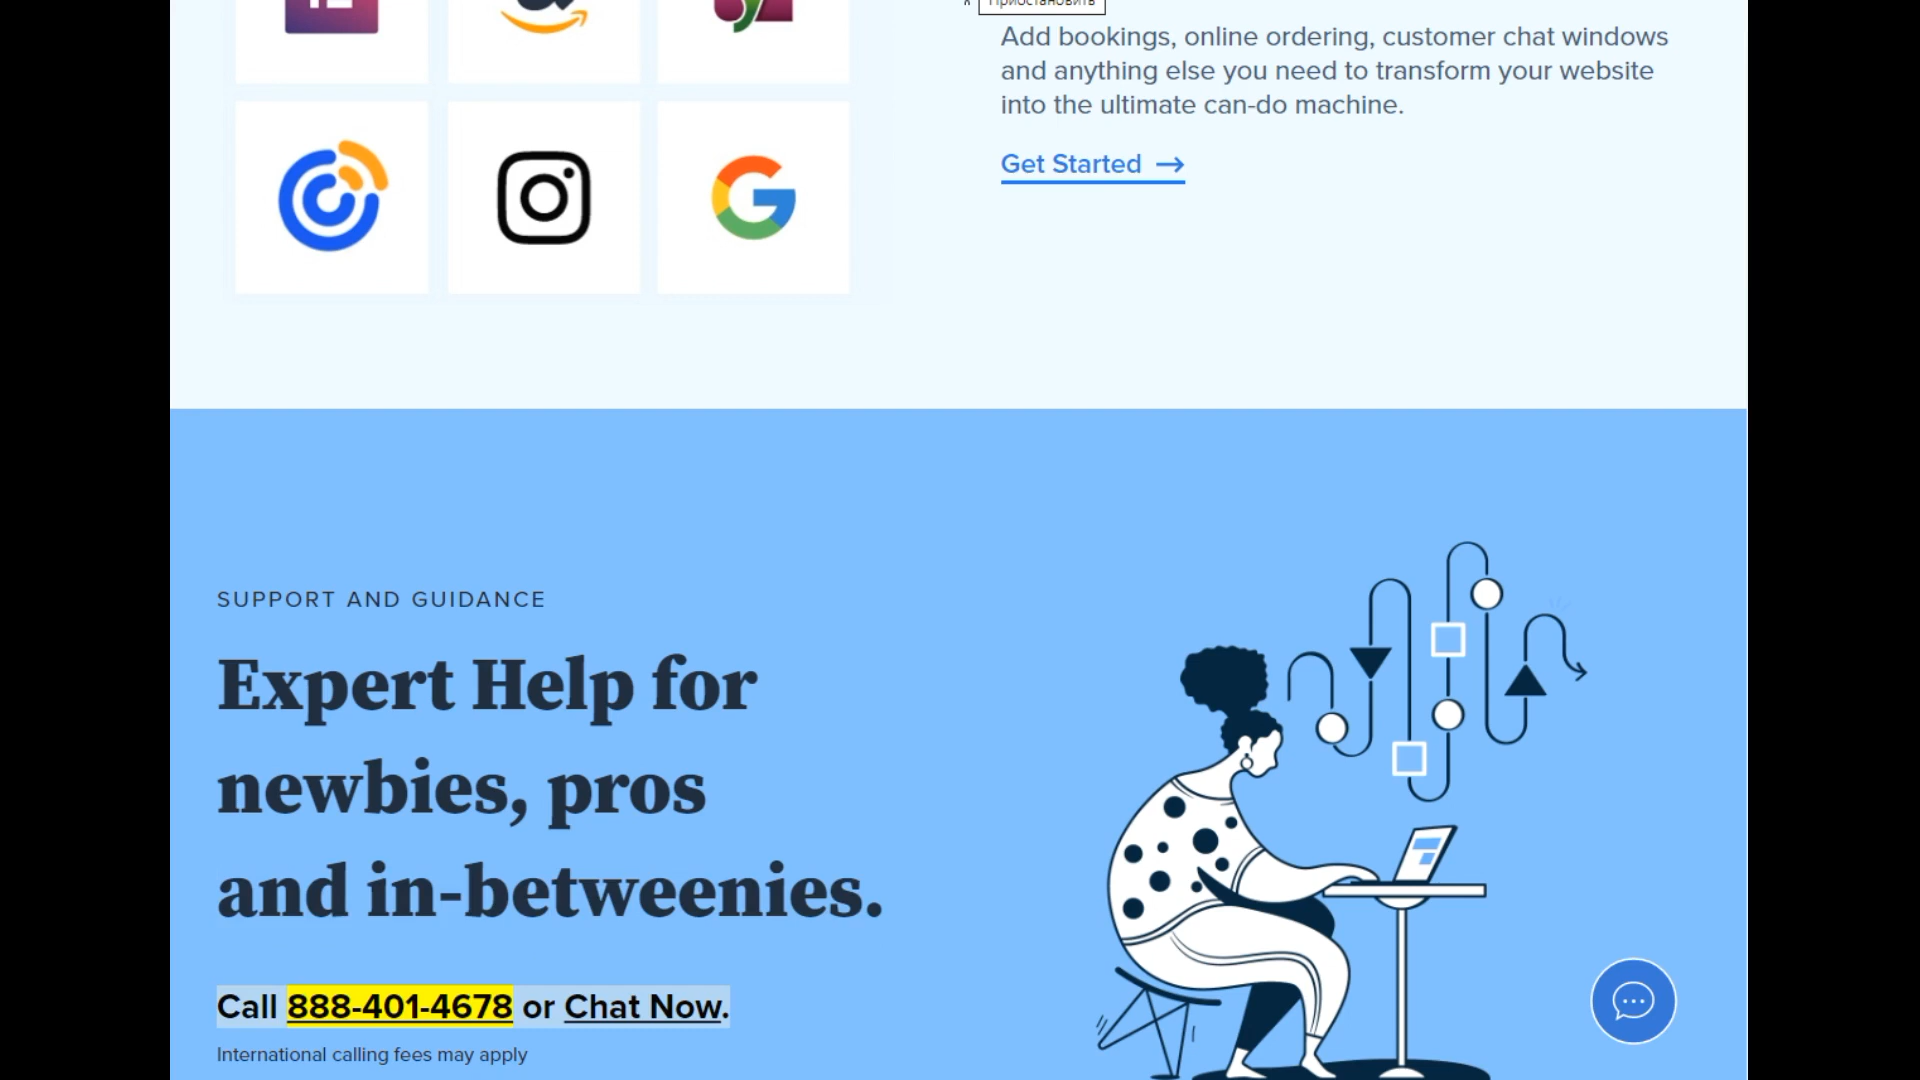 Приостановить
Add bookings, online ordering, customer chat windows
and anything else you need to transform your website
into the ultimate can-do machine.
Get Started
SUPPORT AND GUIDANCE
Expert Help for
newbies, pros
and in-betweenies.
Call 888-401-4678 or Chat Now.
International calling fees may apply